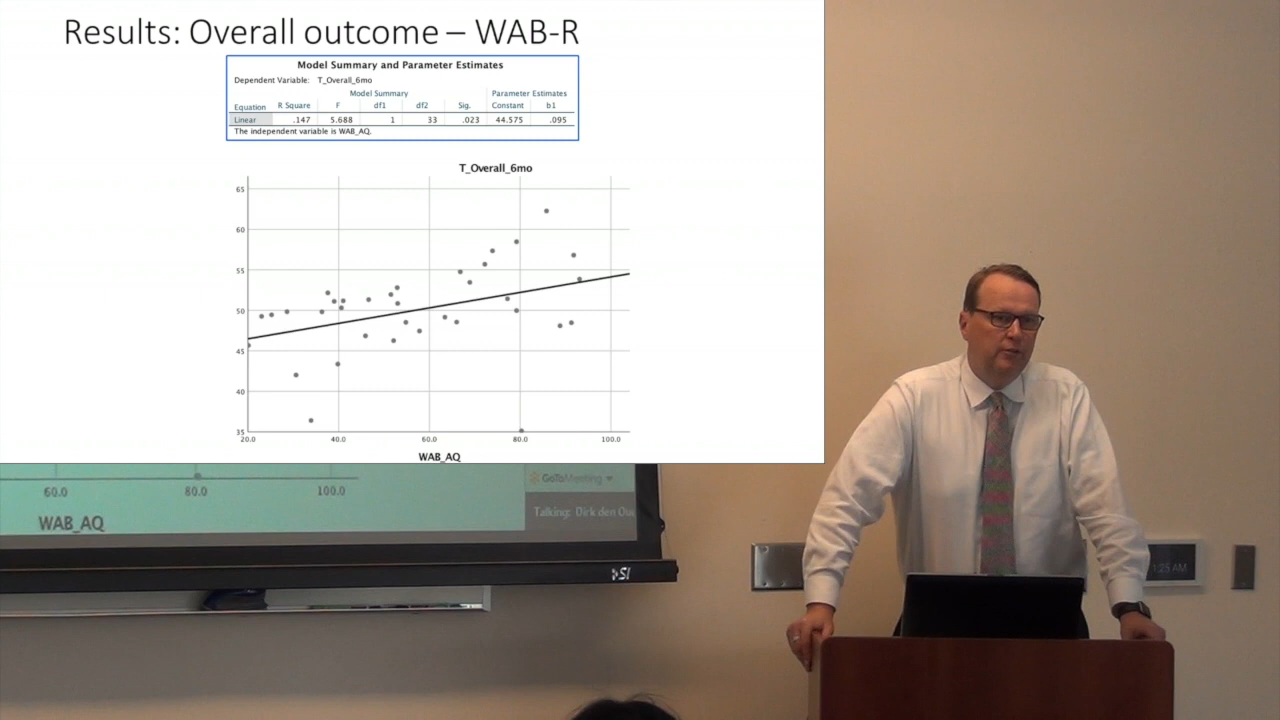 Results: Overall outcome – WAB-R
Model Summary and Parameter Estimates
Dependent Variable: T_Overall_6mo
Model Summary Parameter Estimates
Equation R Square F df1 df2 Sig. Constant b1
Linear .147 5.688 1 33 .023 44.575 .095
The independent variable is WAB_AQ.
T_Overall_6mo
65
60
55
50
45
40
35
20.0 40.0 60.0 80.0 100.0
WAB_AQ
60.0 80.0 100.0
WAB_AQ
GoToMeeting
Talking: Dirk den
1:25 AM